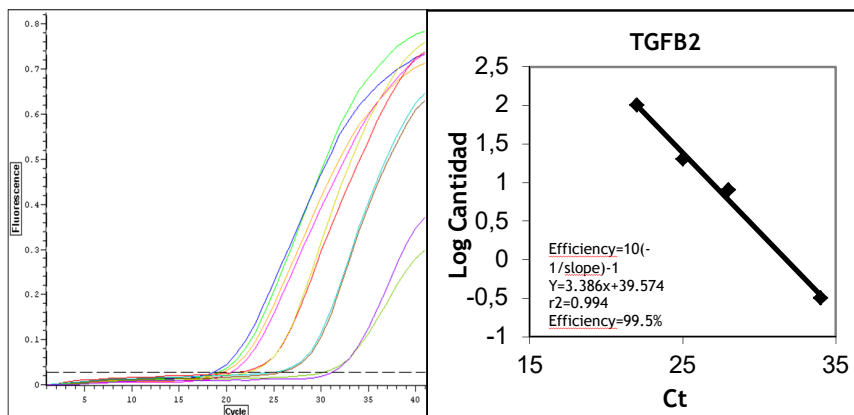 0.8
0.7
0.6
0.5
0.4
0.3
0.2
0.1
0
Fluorescence
5 10 15 20 25 30 35 40
Cycle
TGFB2
2,5
2
1,5
1
0,5
0
-0,5
-1
Log Cantidad
Efficiency=10(-
1/slope)-1
Y=3.386x+39.574
r2=0.994
Efficiency=99.5%
15 25 35
Ct